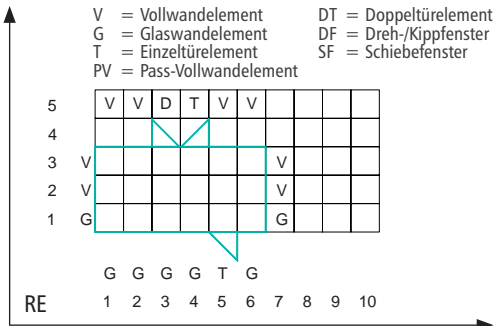 V = Vollwandelement
G = Glaswandelement
T = Einzeltürelement
PV = Pass-Vollwandelement
DT = Doppeltürelement
DF = Dreh-/Kippfenster
SF = Schiebefenster
5 V V D T V V
4
3 V V
2 V V
1 G G
G G G G T G
RE 1 2 3 4 5 6 7 8 9 10